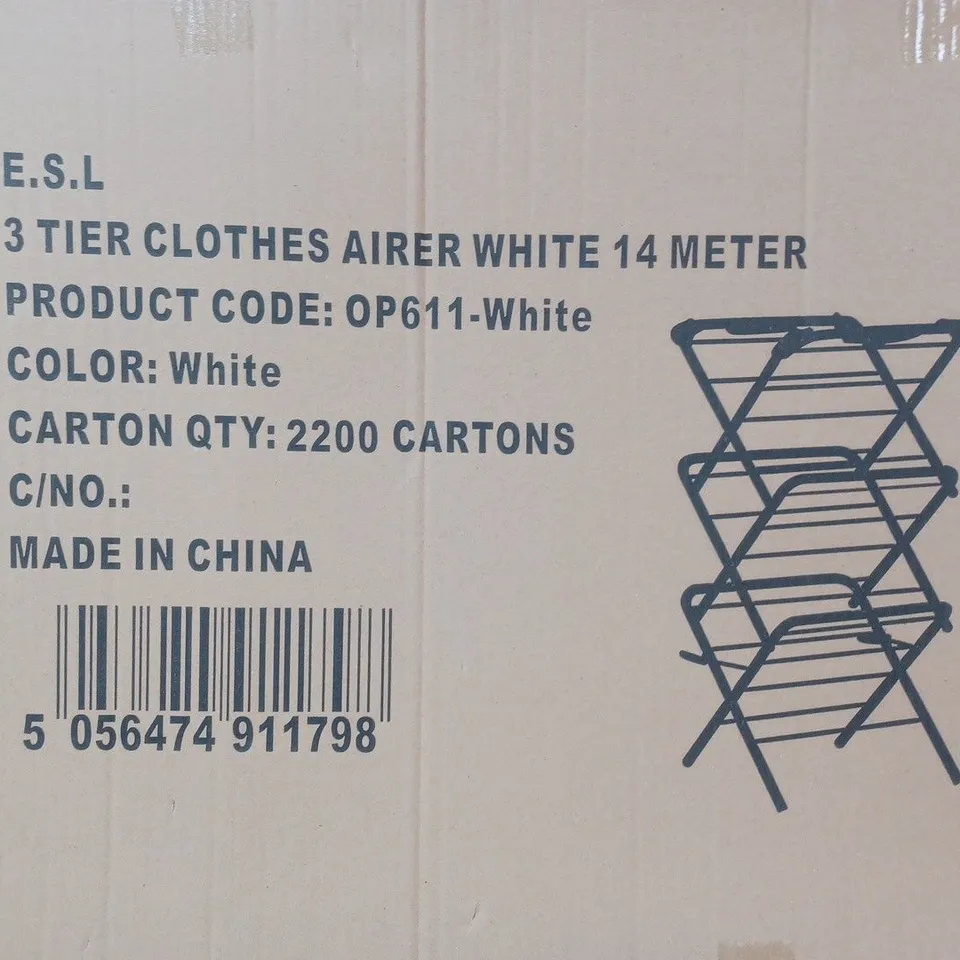 E.S.L
3 TIER CLOTHES AIRER WHITE 14 METER
PRODUCT CODE: OP611-White
COLOR: White
CARTON QTY: 2200 CARTONS
C/NO.:
MADE IN CHINA
5 056474 911798